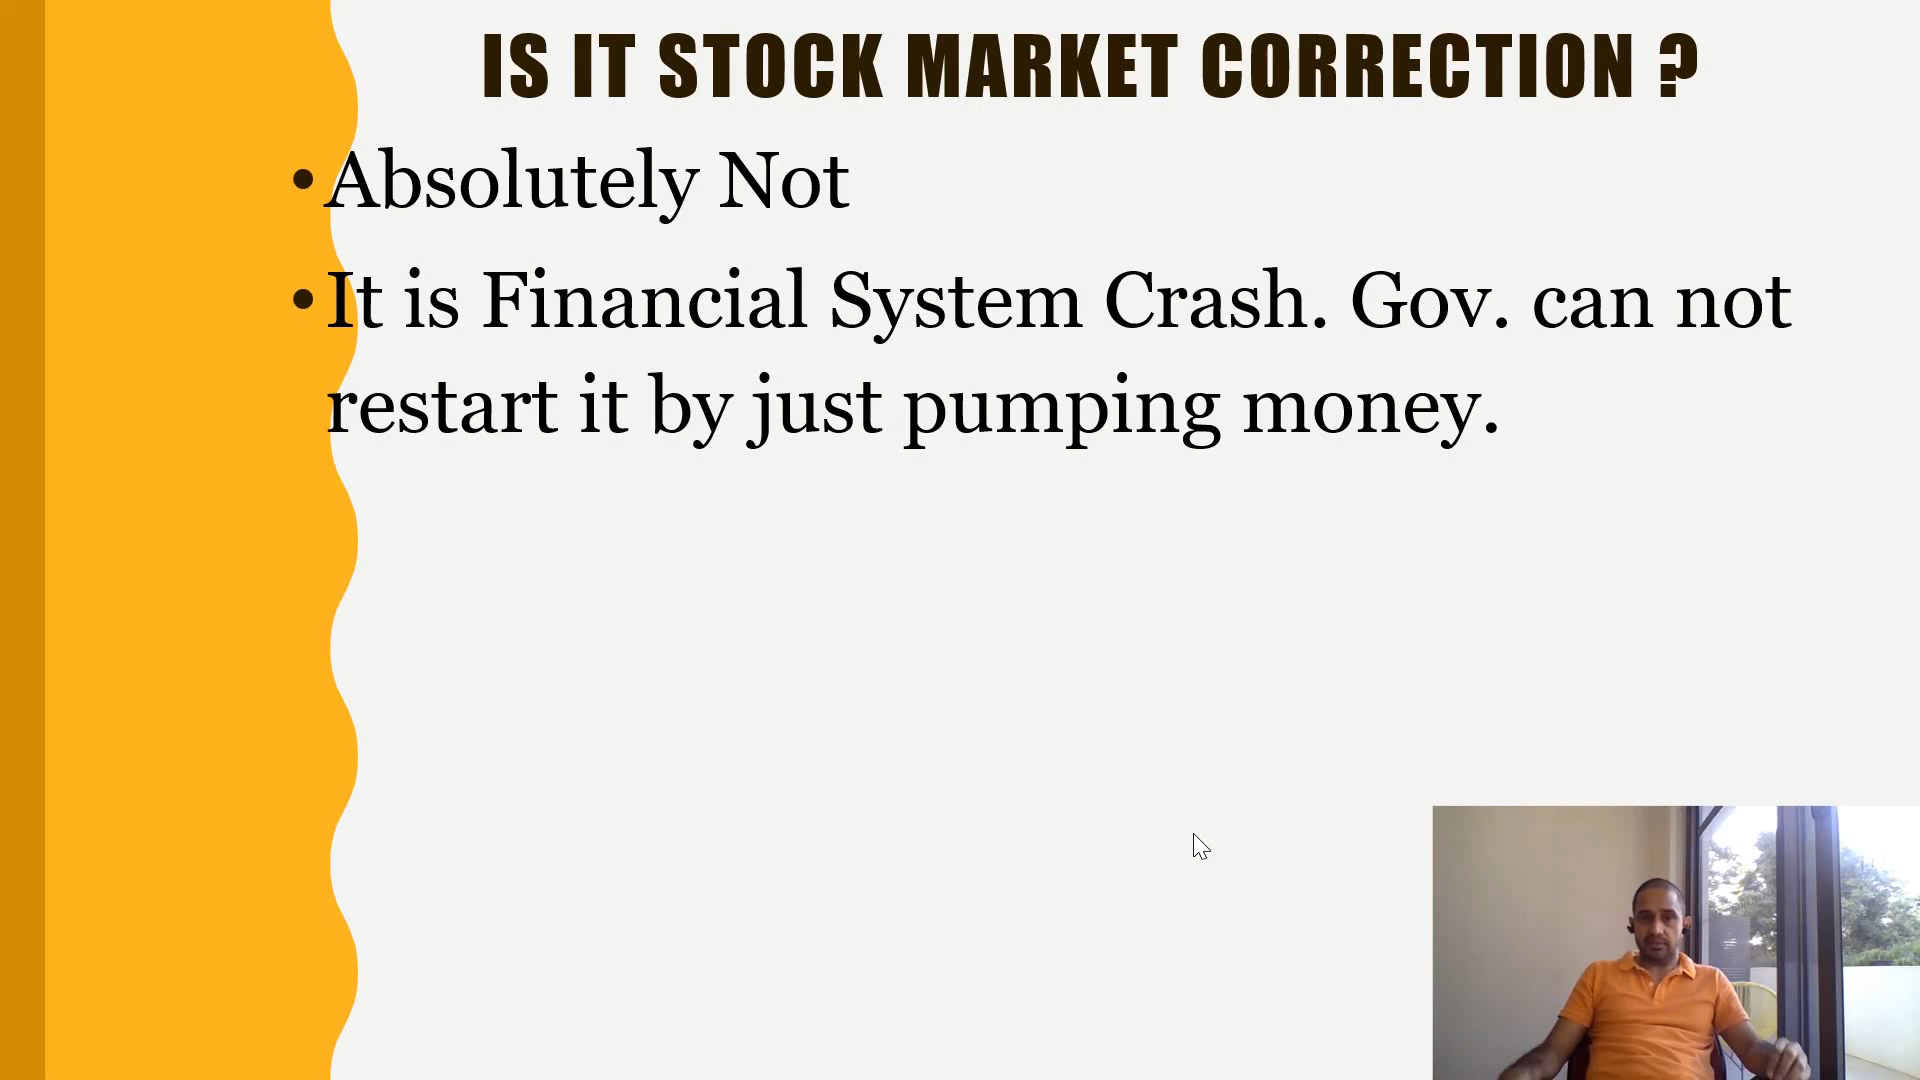 IS IT STOCK MARKET CORRECTION ?
• Absolutely Not
• It is Financial System Crash. Gov. can not
restart it by just pumping money.